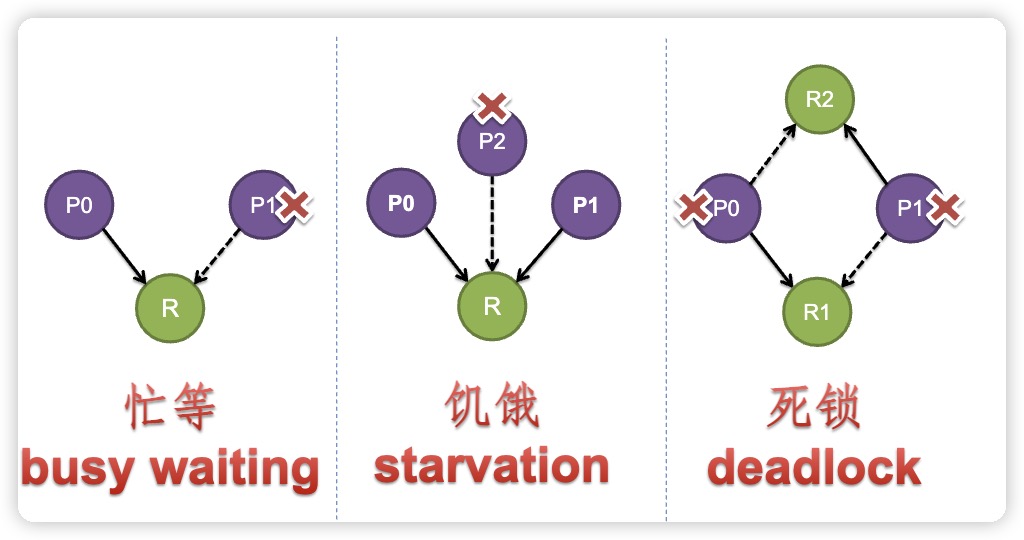 P0
P1
R
忙等
busy waiting
P2
P0
P1
R
饥饿
starvation
R2
P0
P1
R1
死锁
deadlock